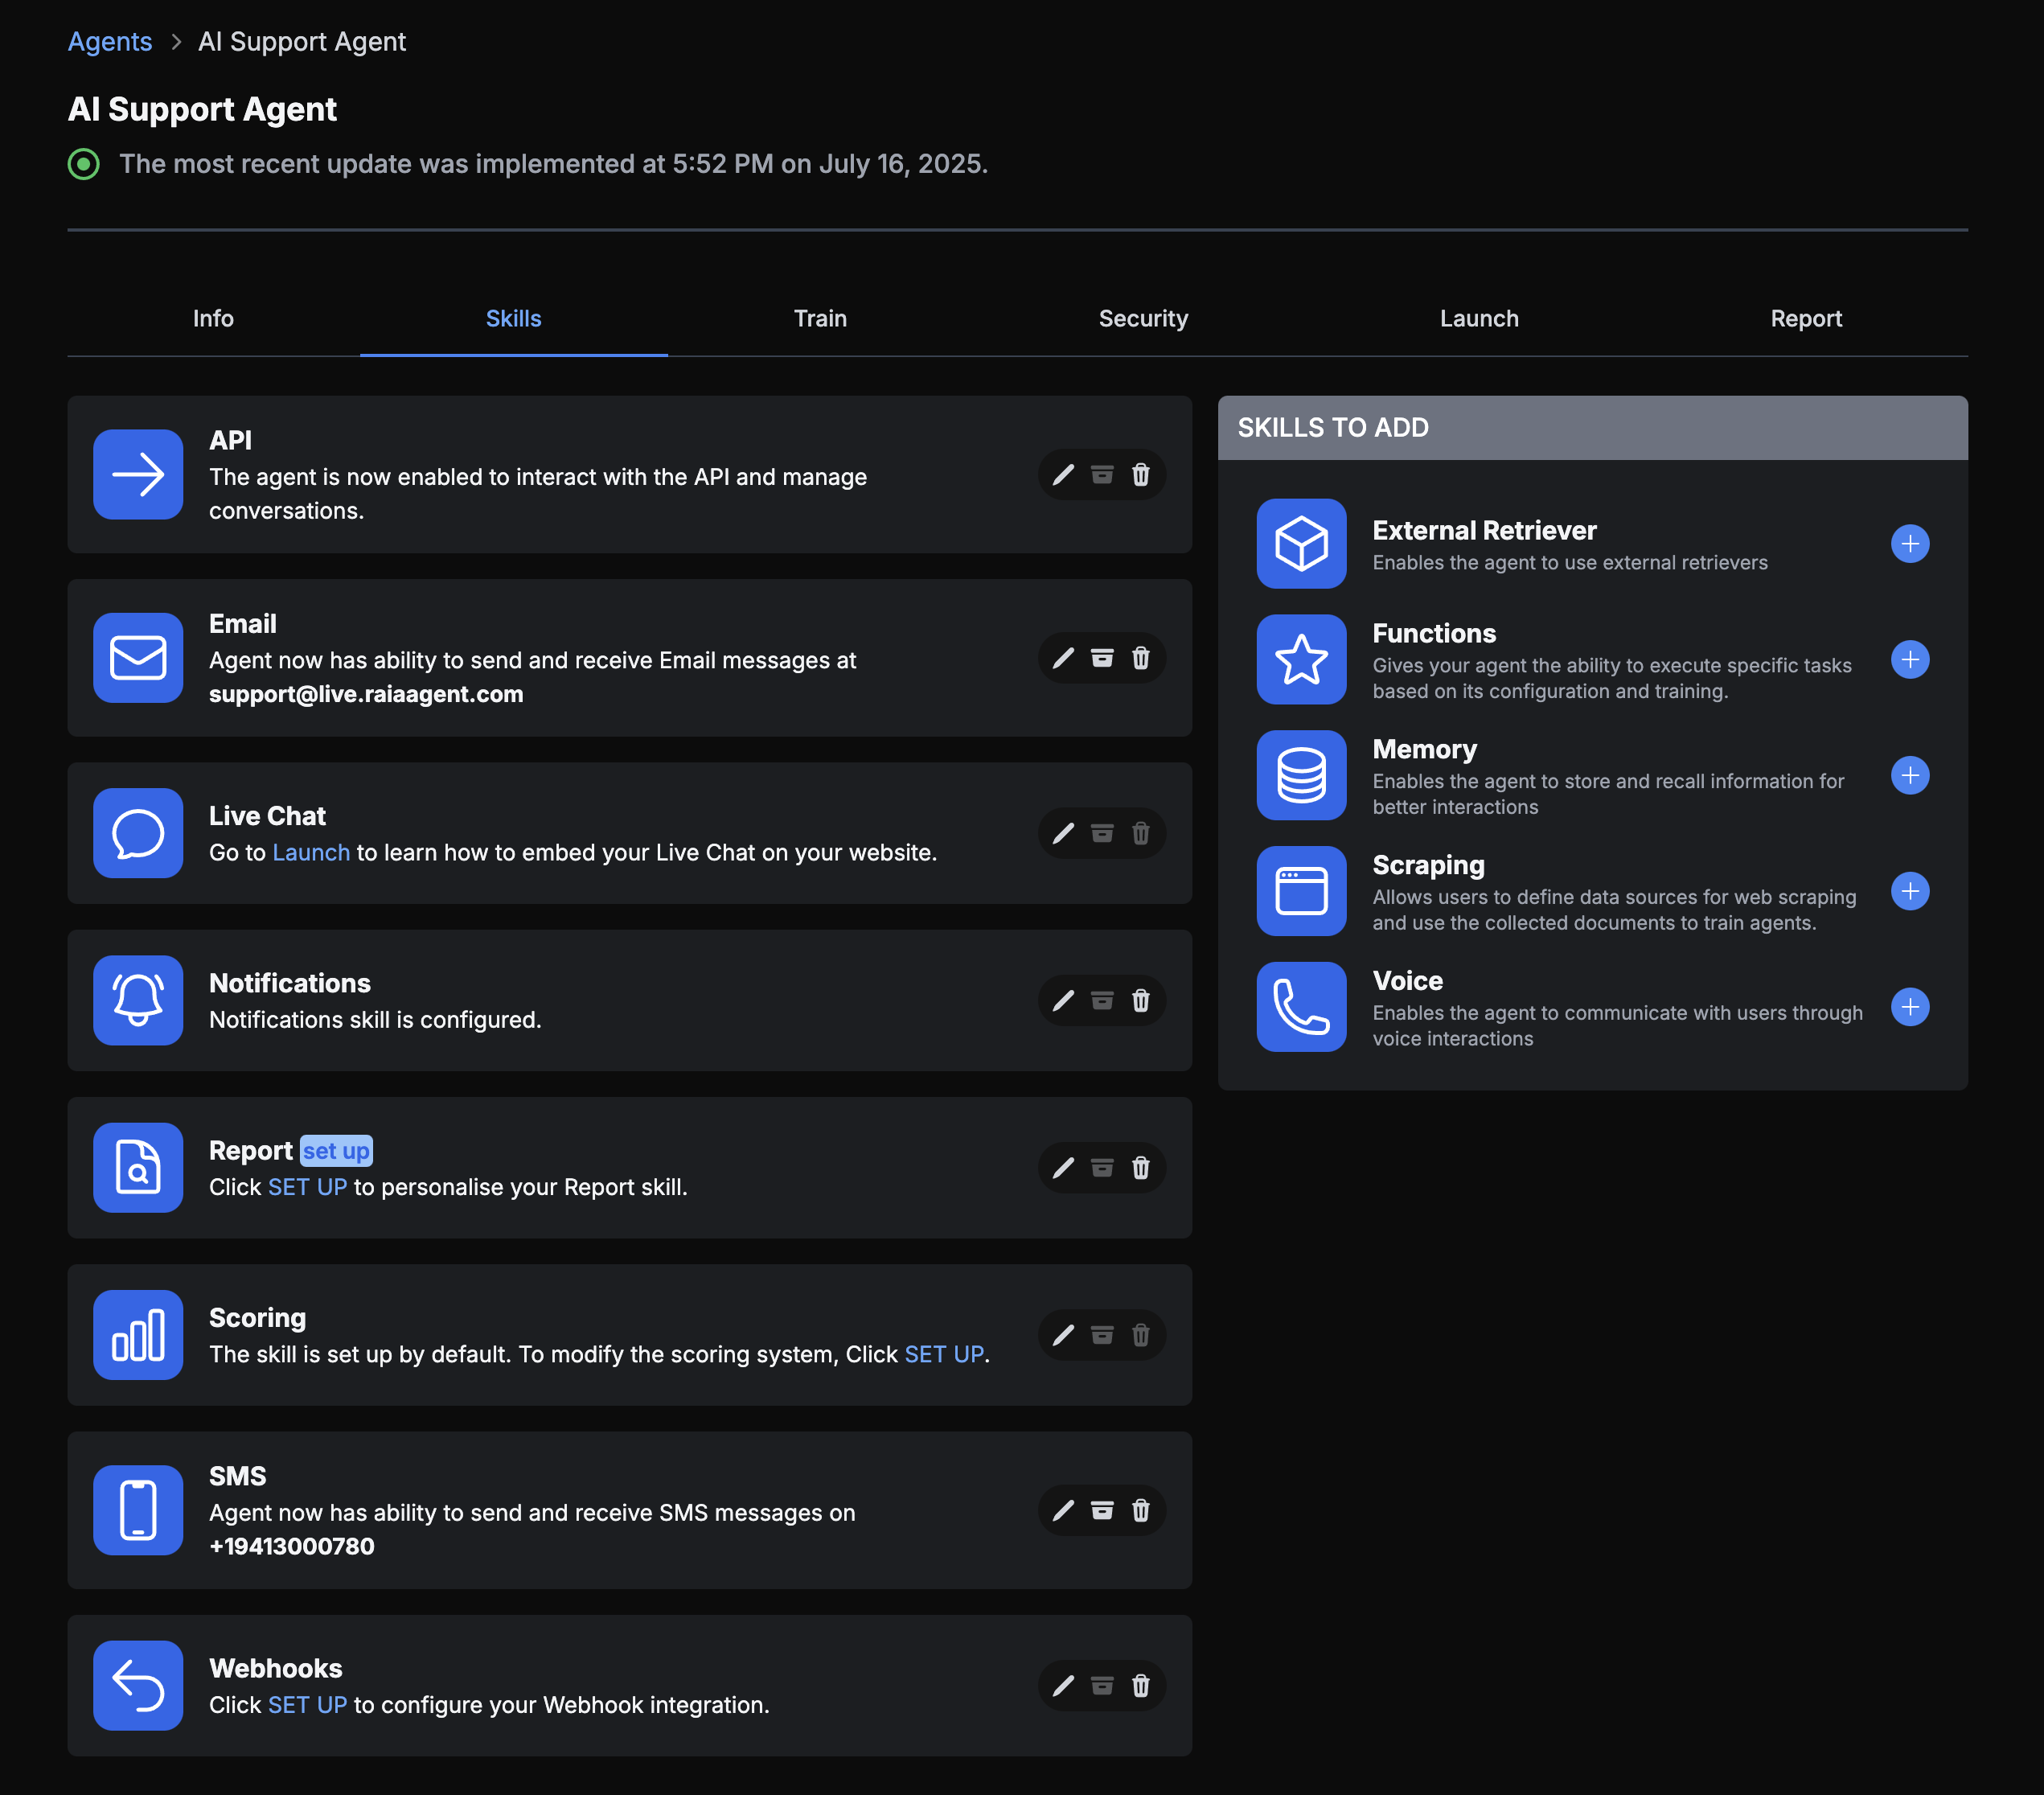 Agents > AI Support Agent
AI Support Agent
The most recent update was implemented at 5:52 PM on July 16, 2025.
Info
Skills
Train
Security
Launch
Report
API
The agent is now enabled to interact with the API and manage
conversations.
Email
Agent now has ability to send and receive Email messages at
support@live.raiaagent.com
Live Chat
Go to Launch to learn how to embed your Live Chat on your website.
Notifications
Notifications skill is configured.
Report set up
Click SET UP to personalise your Report skill.
Scoring
The skill is set up by default. To modify the scoring system, Click SET UP.
SMS
Agent now has ability to send and receive SMS messages on
+19413000780
Webhooks
Click SET UP to configure your Webhook integration.
SKILLS TO ADD
External Retriever
Enables the agent to use external retrievers
Functions
Gives your agent the ability to execute specific tasks
based on its configuration and training.
Memory
Enables the agent to store and recall information for
better interactions
Scraping
Allows users to define data sources for web scraping
and use the collected documents to train agents.
Voice
Enables the agent to communicate with users through
voice interactions